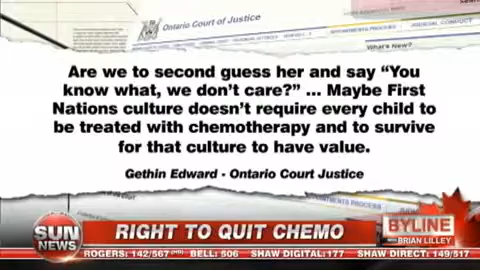 Ontario Court of Justice
What's New?
Are we to second guess her and say “You
know what, we don’t care?” ... Maybe First
Nations culture doesn’t require every child to
be treated with chemotherapy and to survive
for that culture to have value.
Gethin Edward - Ontario Court Justice
SUN
NEWS
RIGHT TO QUIT CHEMO
BYLINE
WITH BRIAN LILLEY
ROGERS: 142/567 (HD) BELL: 506 SHAW DIGITAL:177 SHAW DIRECT: 149/517